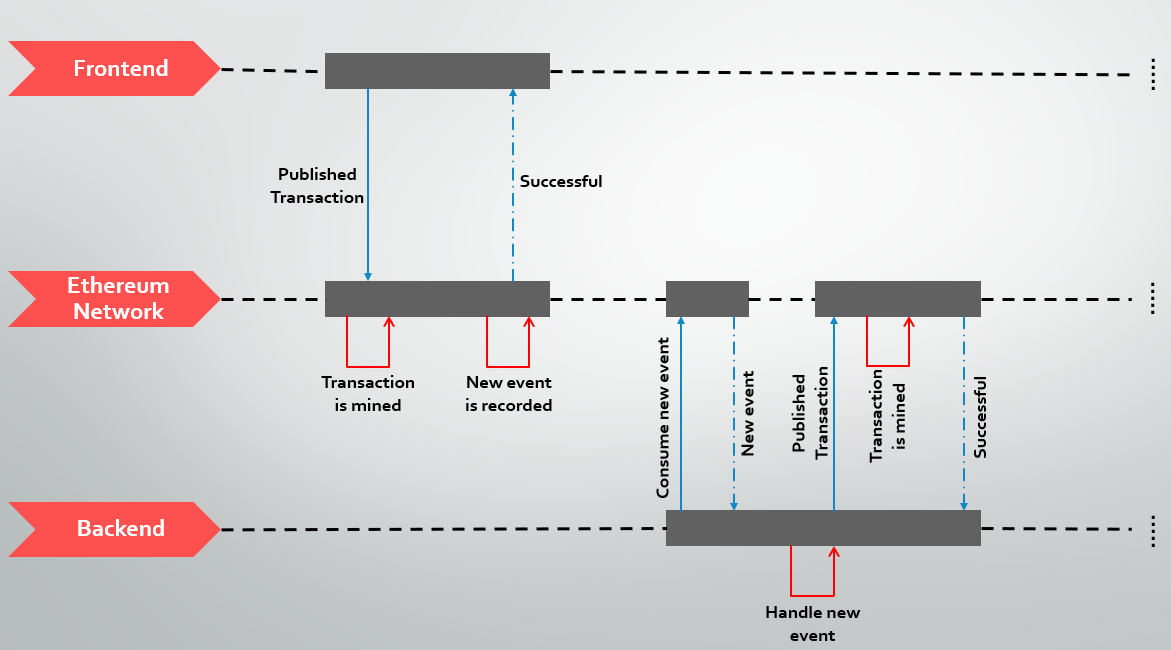 Frontend
Published
Transaction
Successful
Ethereum
Network
Transaction
is mined
New event
is recorded
Consume new event
New event
Published
Transaction
Transaction
is mined
Successful
Backend
Handle new
event